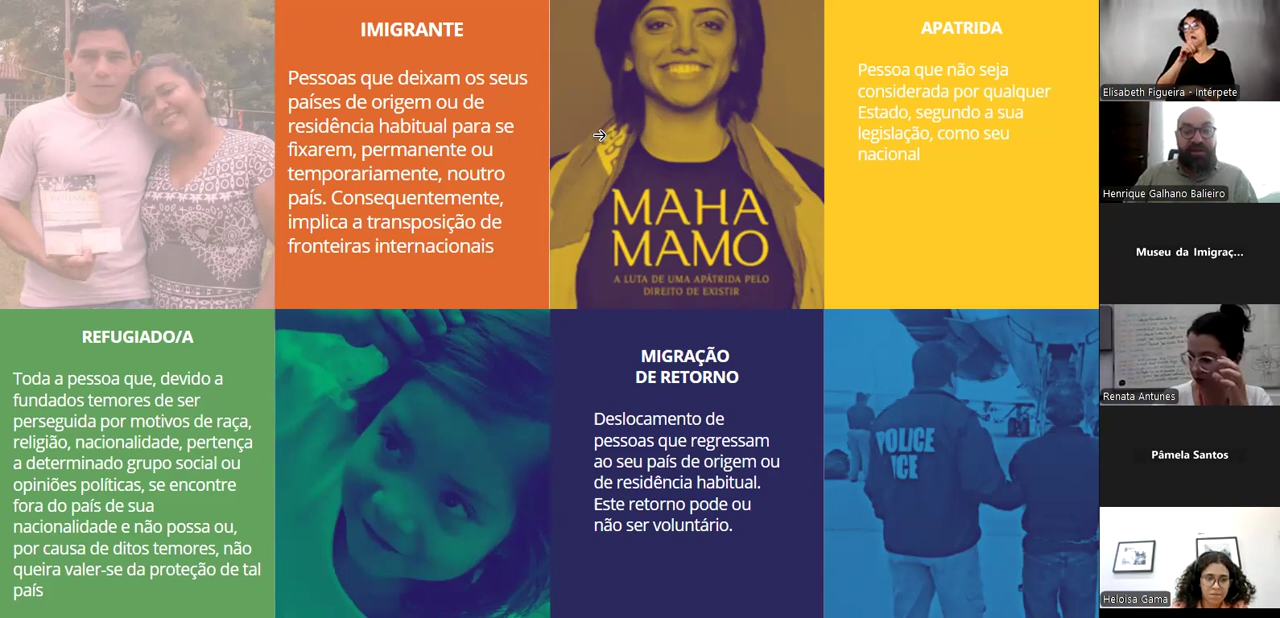 IMIGRANTE
Pessoas que deixam os seus
países de origem ou de
residência habitual para se
fixarem, permanente ou
temporariamente, noutro
país. Consequentemente,
implica a transposição de
fronteiras internacionais
MAHA
MAMO
A LUTA DE UMA APÁTRIDA PELO
DIREITO DE EXISTIR
APATRIDA
Pessoa que não seja
considerada por qualquer
Estado, segundo a sua
legislação, como seu
nacional
REFUGIADO/A
Toda a pessoa que, devido a
fundados temores de ser
perseguida por motivos de raça,
religião, nacionalidade, pertença
a determinado grupo social ou
opiniões políticas, se encontre
fora do país de sua
nacionalidade e não possa ou,
por causa de ditos temores, não
queira valer-se da proteção de tal
país
MIGRAÇÃO
DE RETORNO
Deslocamento de
pessoas que regressam
ao seu país de origem ou
de residência habitual.
Este retorno pode ou
não ser voluntário.
POLICE
ICE
Elisabeth Figueira - Intérpete
Henrique Galhano Balieiro
Museu da Imigraç...
Renata Antunes
Pâmela Santos
Heloisa Gama